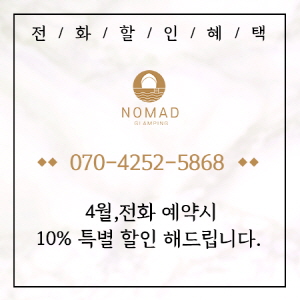 전 / 화 / 할 / 인 / 혜 / 택
NOMAD
GLAMPING
070-4252-5868
4월,전화 예약시
10% 특별 할인 해드립니다.